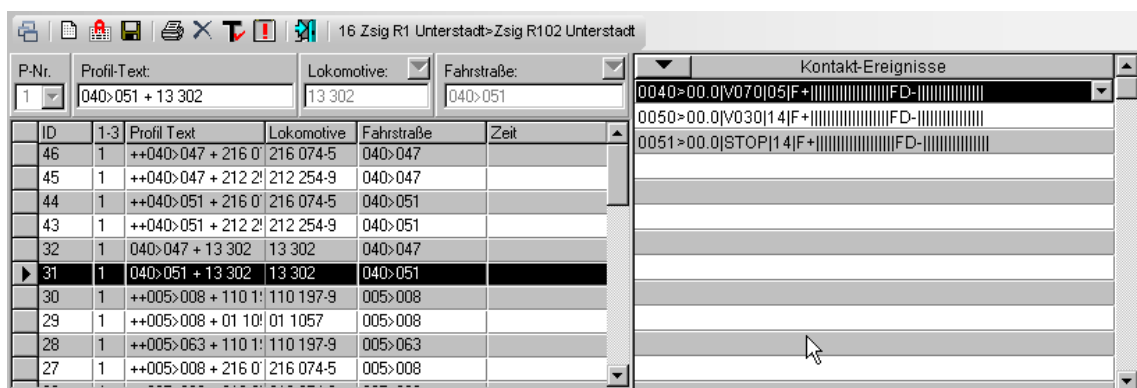 16 Zsig R1 Unterstadt>Zsig R102 Unterstadt
P-Nr. Profil-Text: Lokomotive: Fahrstraße:
1 040>051 + 13 302 13 302 040>051
Kontakt-Ereignisse
0040>00.0|V070|05|F+||||||||||||||||||FD-|||||||||||||||
0050>00.0|V030|14|F+||||||||||||||||||FD-|||||||||||||||
0051>00.0|STOP|14|F+||||||||||||||||||FD-|||||||||||||||
ID 1-3 Profil Text Lokomotive Fahrstraße Zeit
46 1 ++040>047 + 216 0 216 074-5 040>047
45 1 ++040>047 + 212 2 212 254-9 040>047
44 1 ++040>051 + 216 0 216 074-5 040>051
43 1 ++040>051 + 212 2 212 254-9 040>051
32 1 040>047 + 13 302 13 302 040>047
31 1 040>051 + 13 302 13 302 040>051
30 1 ++005>008 + 110 1 110 197-9 005>008
29 1 ++005>008 + 01 10 01 1057 005>008
28 1 ++005>063 + 110 1 110 197-9 005>063
27 1 ++005>008 + 216 0 216 074-5 005>008